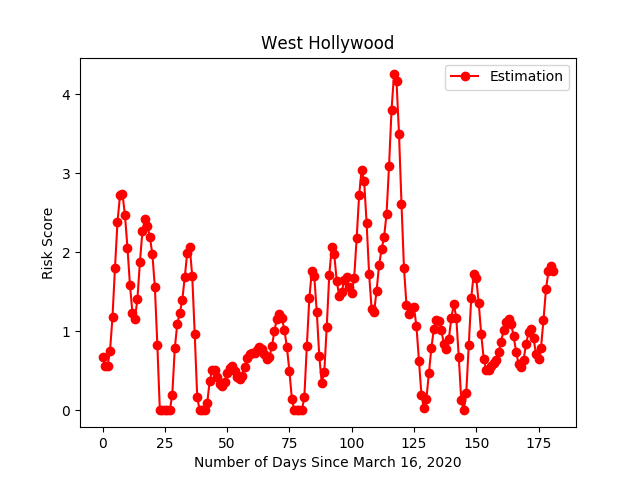 West Hollywood
Estimation
Risk Score
4
3
2
1
0
0 25 50 75 100 125 150 175
Number of Days Since March 16, 2020